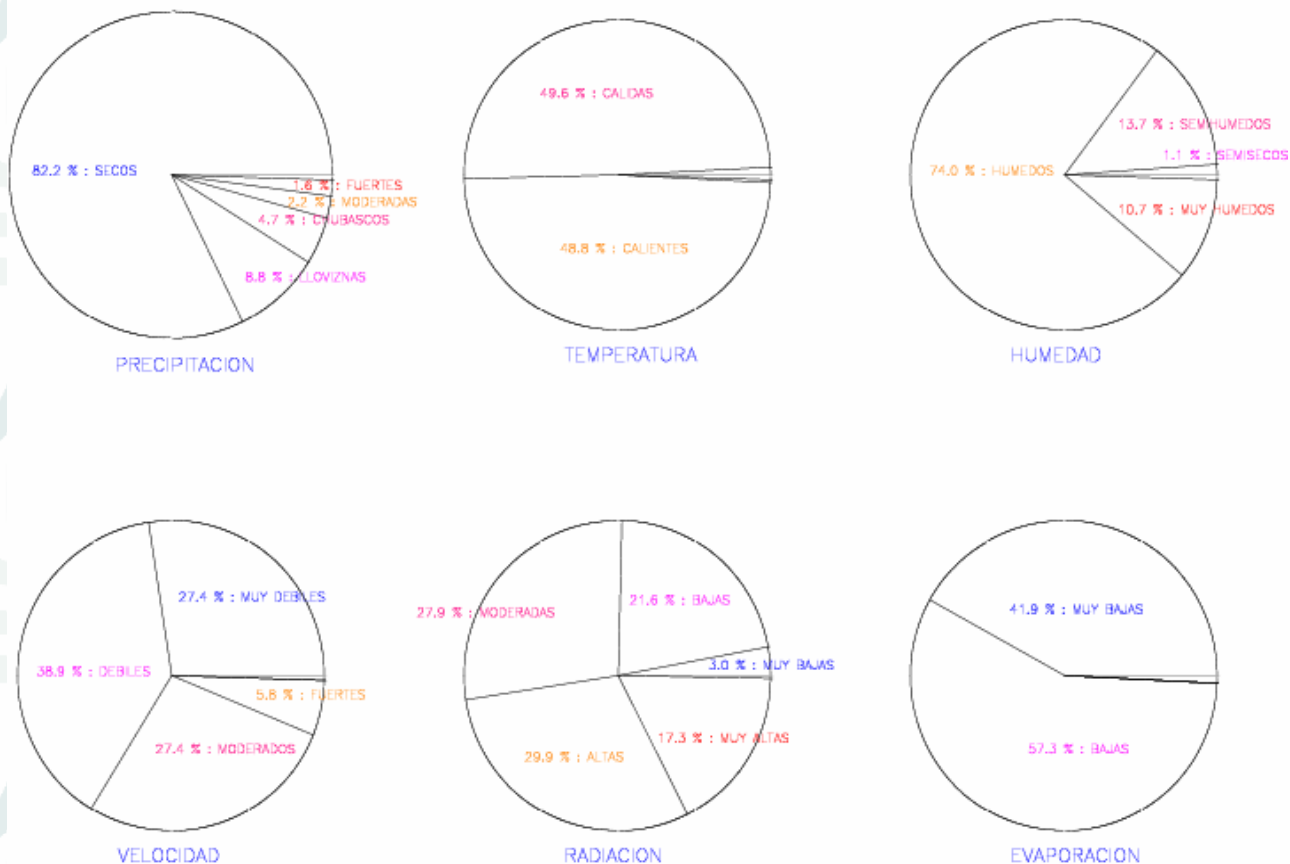 82.2 % : SECOS
1.6 % : FUERTES
2.2 % : MODERADAS
4.7 % : CHUBASCOS
8.8 % : LLOVIZNAS
PRECIPITACION
49.6 % : CALIDAS
48.8 % : CALIENTES
TEMPERATURA
13.7 % : SEMIHUMEDOS
1.1 % : SEMISECOS
74.0 % : HUMEDOS
10.7 % : MUY HUMEDOS
HUMEDAD
27.4 % : MUY DEBILES
38.9 % : DEBILES
5.8 % : FUERTES
27.4 % : MODERADOS
VELOCIDAD
21.6 % : BAJAS
27.9 % : MODERADAS
3.0 % : MUY BAJAS
17.3 % : MUY ALTAS
29.9 % : ALTAS
RADIACION
41.9 % : MUY BAJAS
57.3 % : BAJAS
EVAPORACION